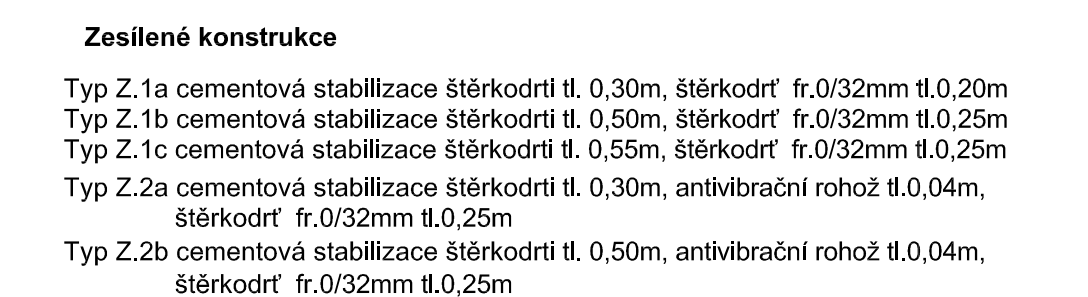 Zesílené konstrukce
Typ Z.1a cementová stabilizace štěrkodrti tl. 0,30m, štěrkodrť fr.0/32mm tl.0,20m
Typ Z.1b cementová stabilizace štěrkodrti tl. 0,50m, štěrkodrť fr.0/32mm tl.0,25m
Typ Z.1c cementová stabilizace štěrkodrti tl. 0,55m, štěrkodrť fr.0/32mm tl.0,25m
Typ Z.2a cementová stabilizace štěrkodrti tl. 0,30m, antivibrační rohož tl.0,04m,
štěrkodrť fr.0/32mm tl.0,25m
Typ Z.2b cementová stabilizace štěrkodrti tl. 0,50m, antivibrační rohož tl.0,04m,
štěrkodrť fr.0/32mm tl.0,25m